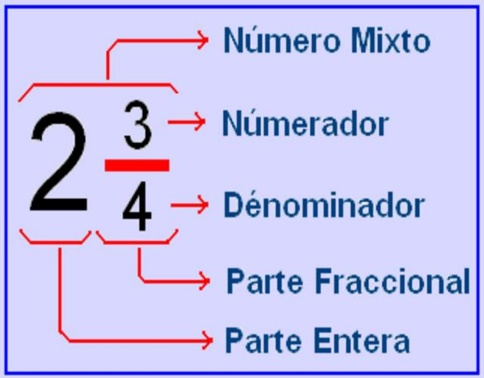 Número Mixto
2 3/4
Númerador
Dénominador
Parte Fraccional
Parte Entera